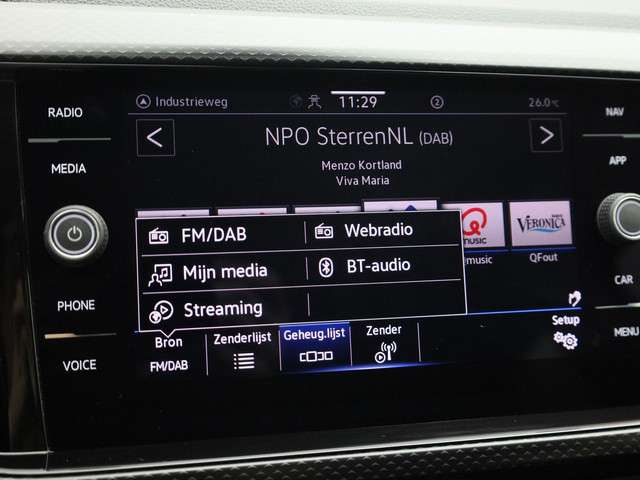 RADIO
MEDIA
PHONE
VOICE
NAV
APP
CAR
MENU
Industrieweg
11:29
2
26.0°C
NPO SterrenNL (DAB)
Menzo Kortland
Viva Maria
FM/DAB
Webradio
Mijn media
BT-audio
Streaming
music
VERONICA
music
QFout
Bron
FM/DAB
Zenderlijst
Geheug.lijst
Zender
Setup